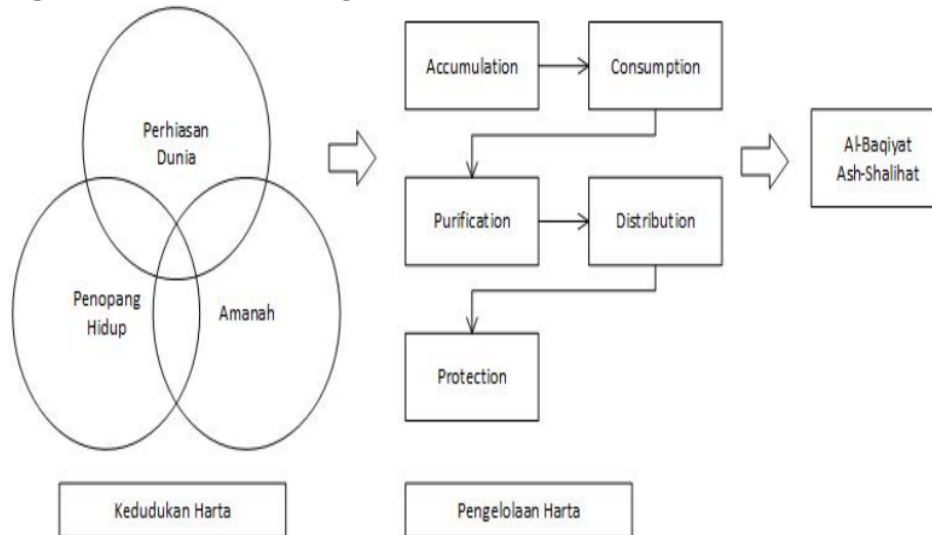 Perhiasan
Dunia
Penopang
Hidup
Amanah
Kedudukan Harta
Accumulation
Consumption
Purification
Distribution
Protection
Pengelolaan Harta
Al-Baqiyat
Ash-Shalihat